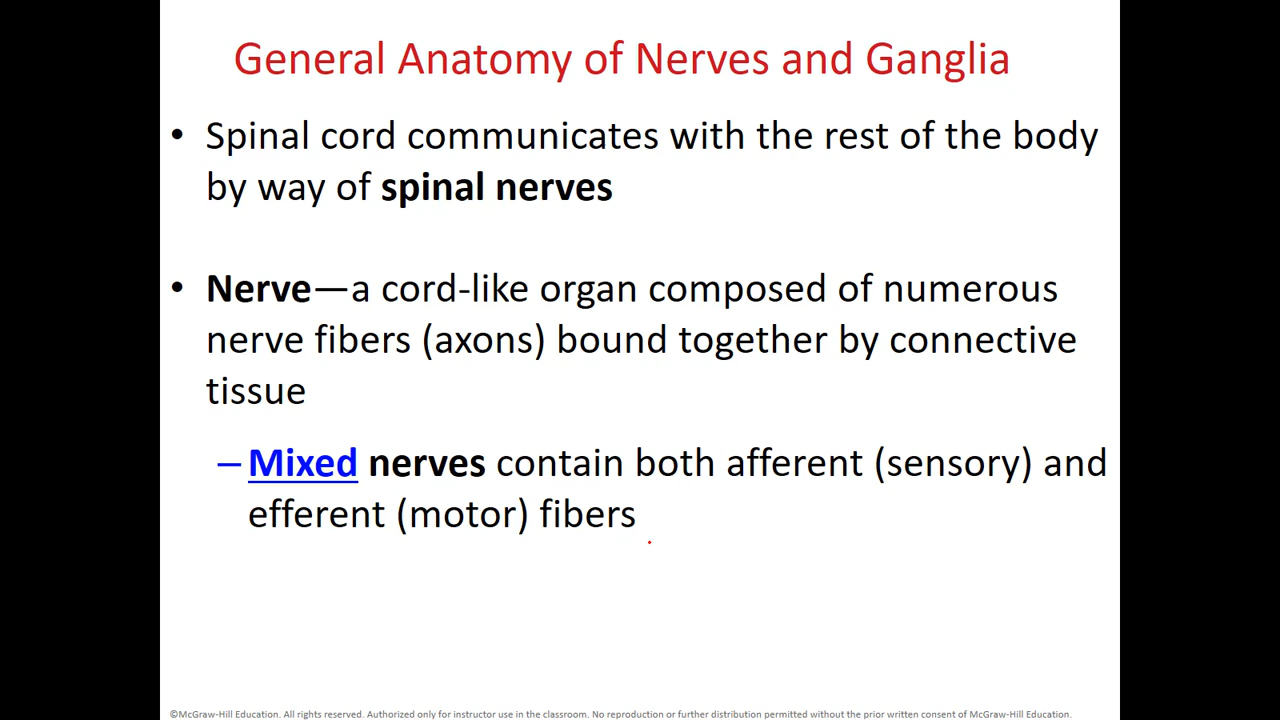 General Anatomy of Nerves and Ganglia
• Spinal cord communicates with the rest of the body
by way of spinal nerves
• Nerve—a cord-like organ composed of numerous
nerve fibers (axons) bound together by connective
tissue
–Mixed nerves contain both afferent (sensory) and
efferent (motor) fibers
©McGraw-Hill Education. All rights reserved. Authorized only for instructor use in the classroom. No reproduction or further distribution permitted without the prior written consent of McGraw-Hill Education.